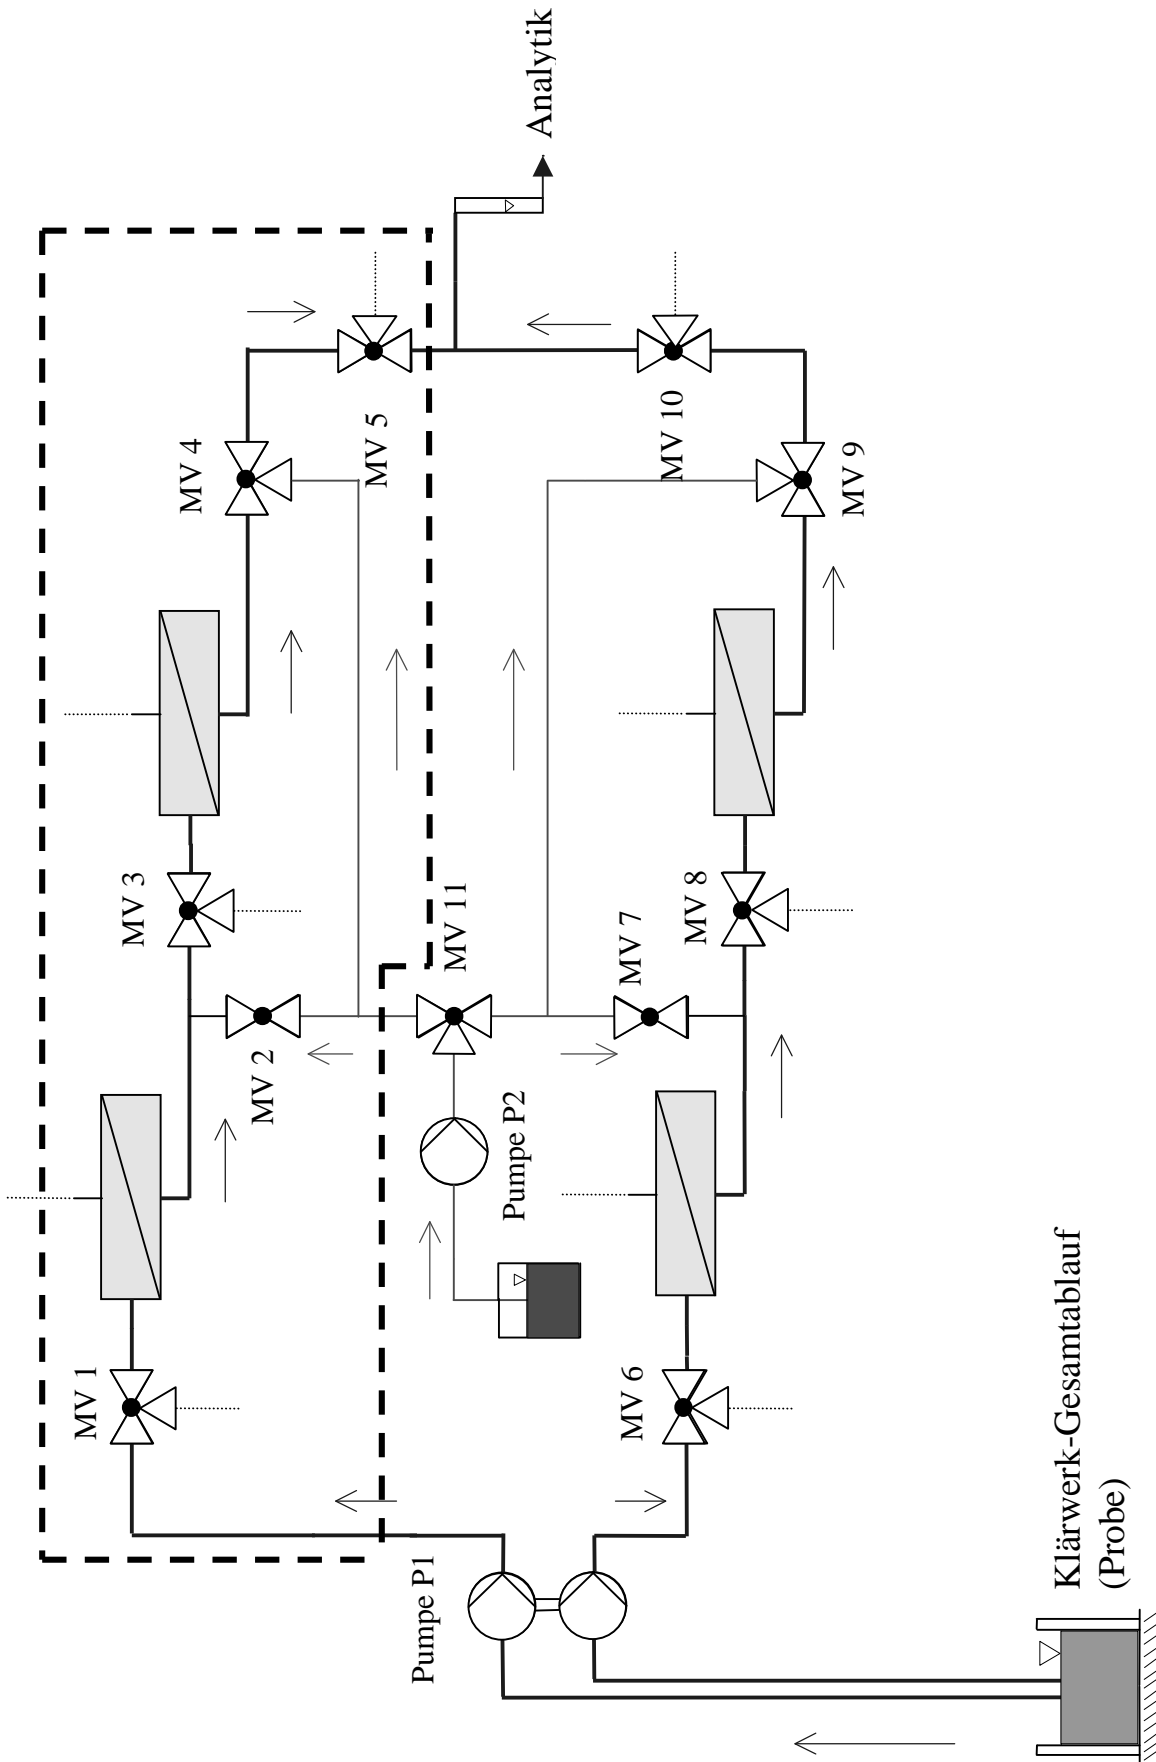 Analytik
MV 4
MV 5
MV 10
MV 9
MV 3
MV 11
MV 8
MV 7
MV 2
Pumpe P2
MV 1
MV 6
Pumpe P1
Klärwerk-Gesamtablauf
(Probe)